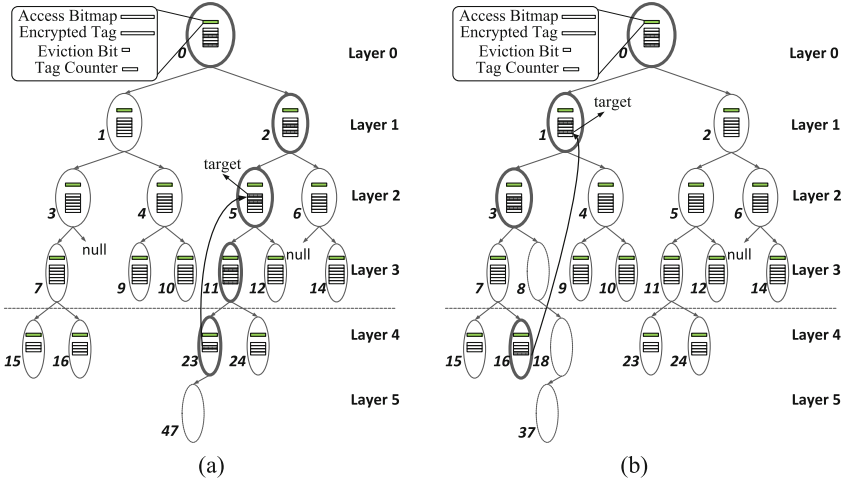 Access Bitmap
Encrypted Tag
Eviction Bit
Tag Counter
0
Layer 0
1
2
Layer 1
target
3
4
5
6
Layer 2
null
null
7
9
10
11
12
14
Layer 3
15
16
23
24
Layer 4
47
Layer 5
(a)
Access Bitmap
Encrypted Tag
Eviction Bit
Tag Counter
0
Layer 0
target
1
2
Layer 1
3
4
5
6
Layer 2
null
7
8
9
10
11
12
14
Layer 3
15
16
18
23
24
Layer 4
37
Layer 5
(b)